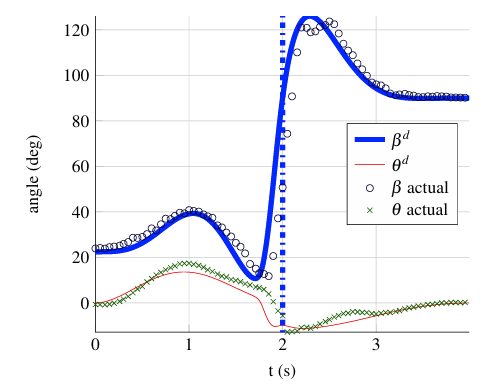 120
100
80
60
40
20
0
angle (deg)
β^d
θ^d
β actual
θ actual
0 1 2 3
t (s)